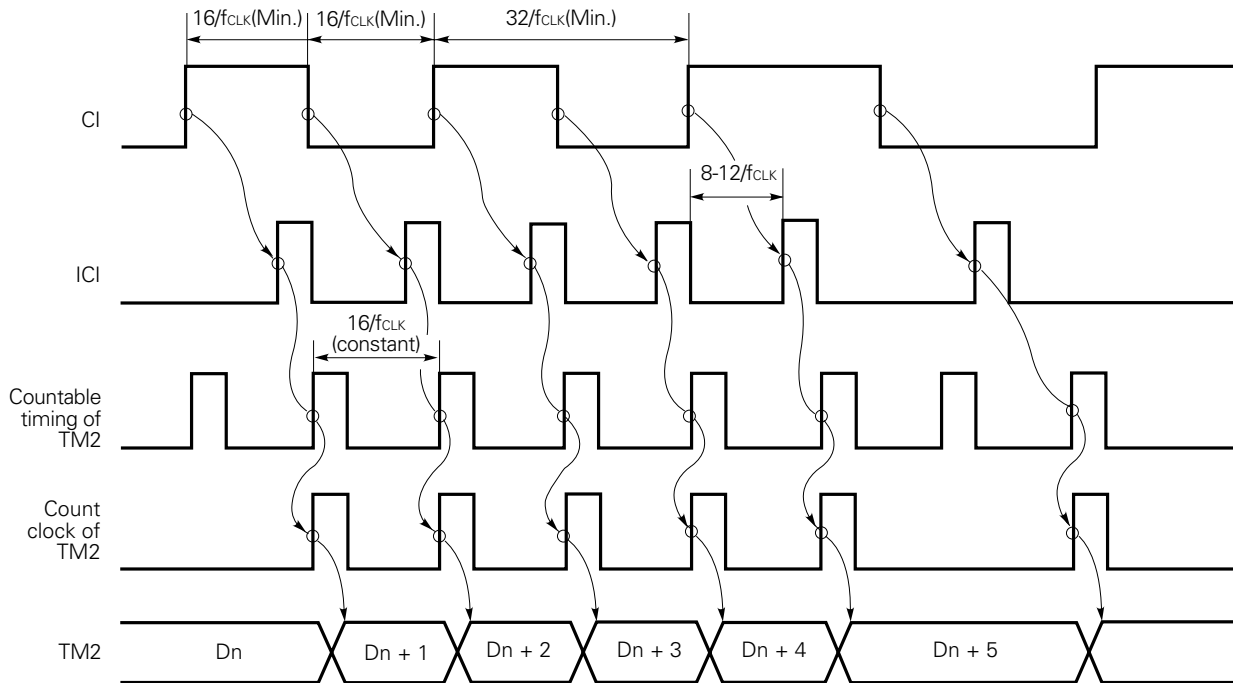 16/fCLK(Min.)
16/fCLK(Min.)
32/fCLK(Min.)
CI
8-12/fCLK
ICI
16/fCLK
(constant)
Countable
timing of
TM2
Count
clock of
TM2
TM2
Dn
Dn + 1
Dn + 2
Dn + 3
Dn + 4
Dn + 5